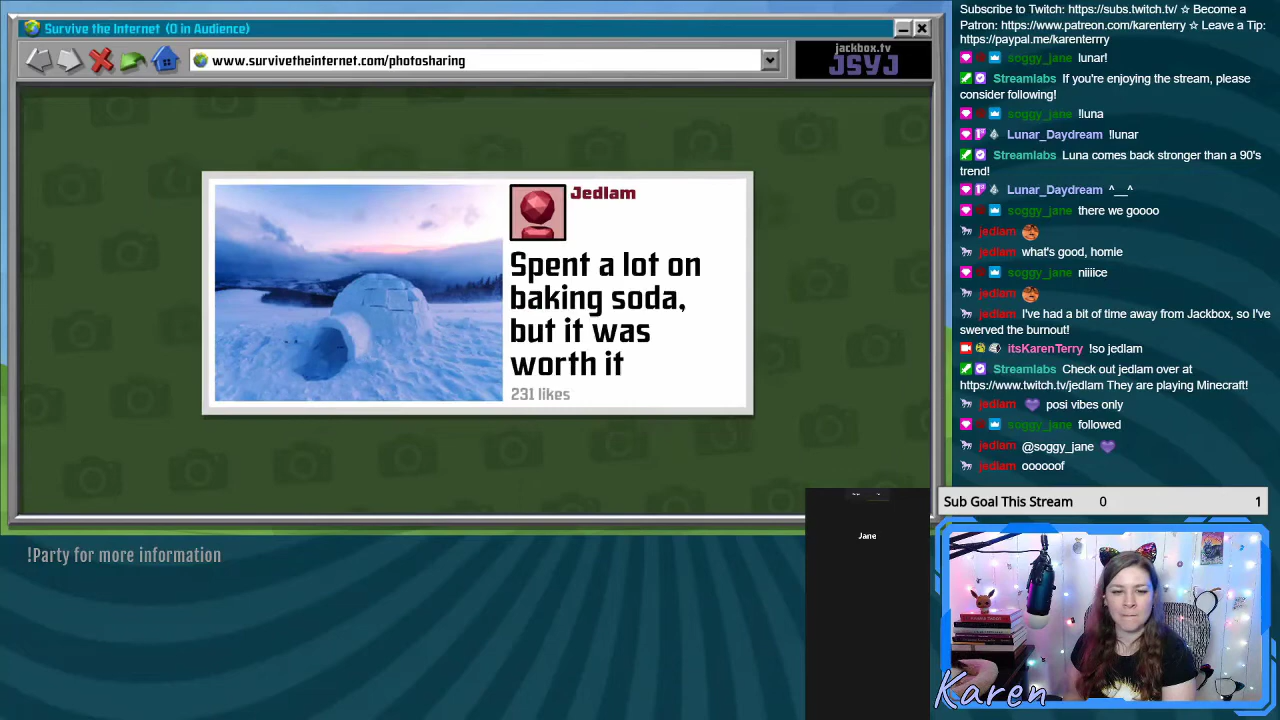 Survive the Internet (0 in Audience)
www.survivetheinternet.com/photosharing
jackbox.tv
JSYJ
Jedlam
Spent a lot on
baking soda,
but it was
worth it
231 likes
!Party for more information
Jane
Subscribe to Twitch: https://subs.twitch.tv/ ☆ Become a
Patron: https://www.patreon.com/karenterry ☆ Leave a Tip:
https://paypal.me/karenterrry
soggy_jane lunar!
Streamlabs If you're enjoying the stream, please
consider following!
soggy_jane !luna
Lunar_Daydream !lunar
Streamlabs Luna comes back stronger than a 90's
trend!
Lunar_Daydream ^__^
soggy_jane there we goooo
jedlam
jedlam what's good, homie
soggy_jane niiiice
jedlam
jedlam I've had a bit of time away from Jackbox, so I've
swerved the burnout!
itsKarenTerry !so jedlam
Streamlabs Check out jedlam over at
https://www.twitch.tv/jedlam They are playing Minecraft!
jedlam 💜 posi vibes only
soggy_jane followed
jedlam @soggy_jane 💜
jedlam oooooof
Sub Goal This Stream 0 1
Karen